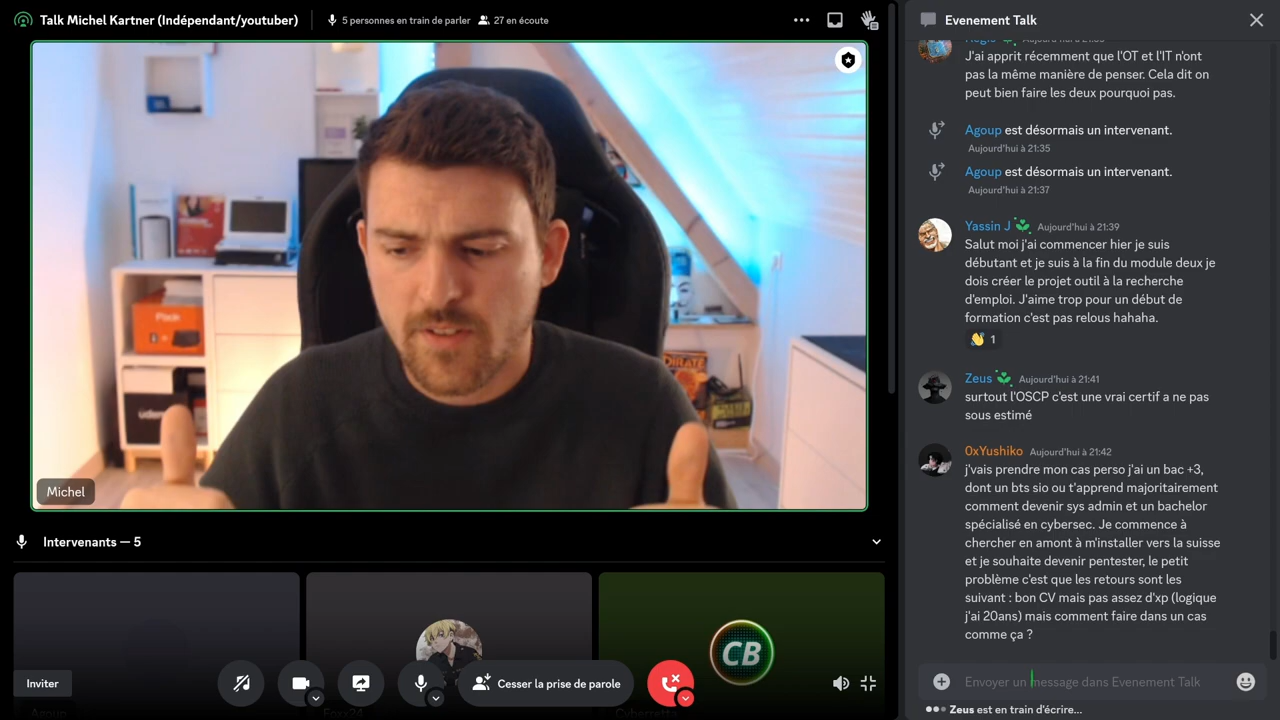 Talk Michel Kartner (Indépendant/youtuber)
5 personnes en train de parler
27 en écoute
Michel
Intervenants — 5
CB
Inviter
Cesser la prise de parole
Evenement Talk
J'ai apprit récemment que l'OT et l'IT n'ont
pas la même manière de penser. Cela dit on
peut bien faire les deux pourquoi pas.
Agoup est désormais un intervenant.
Aujourd'hui à 21:35
Agoup est désormais un intervenant.
Aujourd'hui à 21:37
Yassin J Aujourd'hui à 21:39
Salut moi j'ai commencer hier je suis
débutant et je suis à la fin du module deux je
dois créer le projet outil à la recherche
d'emploi. J'aime trop pour un début de
formation c'est pas relous hahaha.
1
Zeus Aujourd'hui à 21:41
surtout l'OSCP c'est une vrai certif a ne pas
sous estimé
0xYushiko Aujourd'hui à 21:42
j'vais prendre mon cas perso j'ai un bac +3,
dont un bts sio ou t'apprend majoritairement
comment devenir sys admin et un bachelor
spécialisé en cybersec. Je commence à
chercher en amont à m'installer vers la suisse
et je souhaite devenir pentester, le petit
problème c'est que les retours sont les
suivant : bon CV mais pas assez d'xp (logique
j'ai 20ans) mais comment faire dans un cas
comme ça ?
Envoyer un message dans Evenement Talk
Zeus est en train d'écrire...